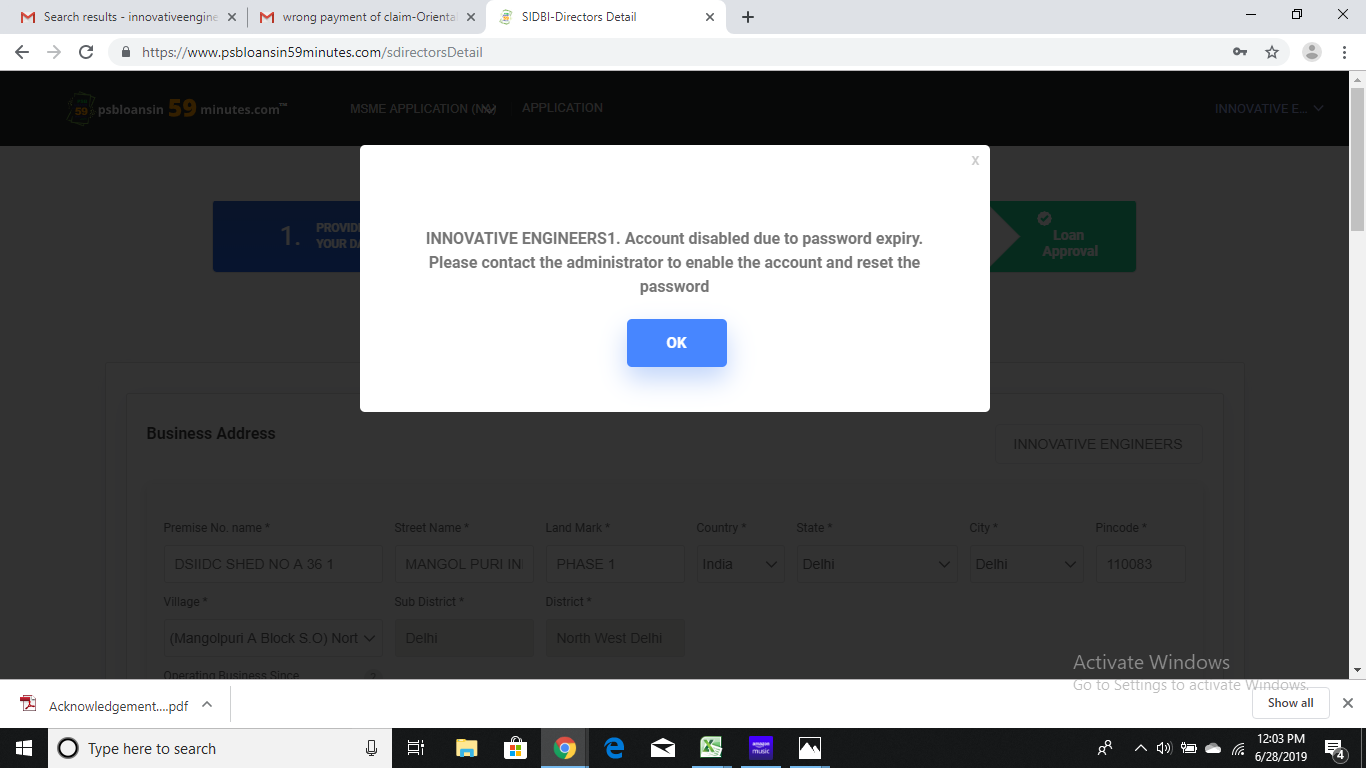 Search results - innovativeengine
wrong payment of claim-Orienta
SIDBI-Directors Detail
https://www.psbloansin59minutes.com/sdirectorsDetail
59 psbloansin 59 minutes.com™
MSME APPLICATION
APPLICATION
INNOVATIVE E...
X
1.
PROVID
YOUR DA
Loan
Approval
INNOVATIVE ENGINEERS1. Account disabled due to password expiry.
Please contact the administrator to enable the account and reset the
password
OK
Business Address
INNOVATIVE ENGINEERS
Premise No. name * Street Name * Land Mark * Country * State * City * Pincode *
DSIIDC SHED NO A 36 1 MANGOL PURI IN PHASE 1 India Delhi Delhi 110083
Village * Sub District * District *
(Mangolpuri A Block S.O) Nort Delhi North West Delhi
Operating Business Since ?
Activate Windows
Go to Settings to activate Windows.
Acknowledgement....pdf
Show all
Type here to search
amazon music
12:03 PM
6/28/2019
4